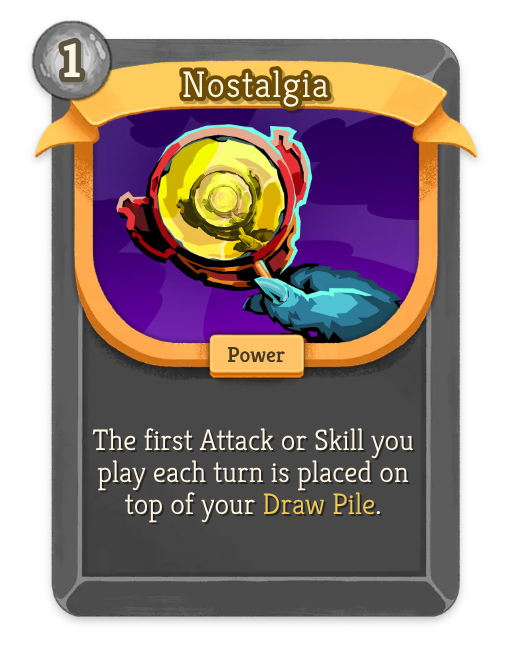 1
Nostalgia
Power
The first Attack or Skill you
play each turn is placed on
top of your Draw Pile.